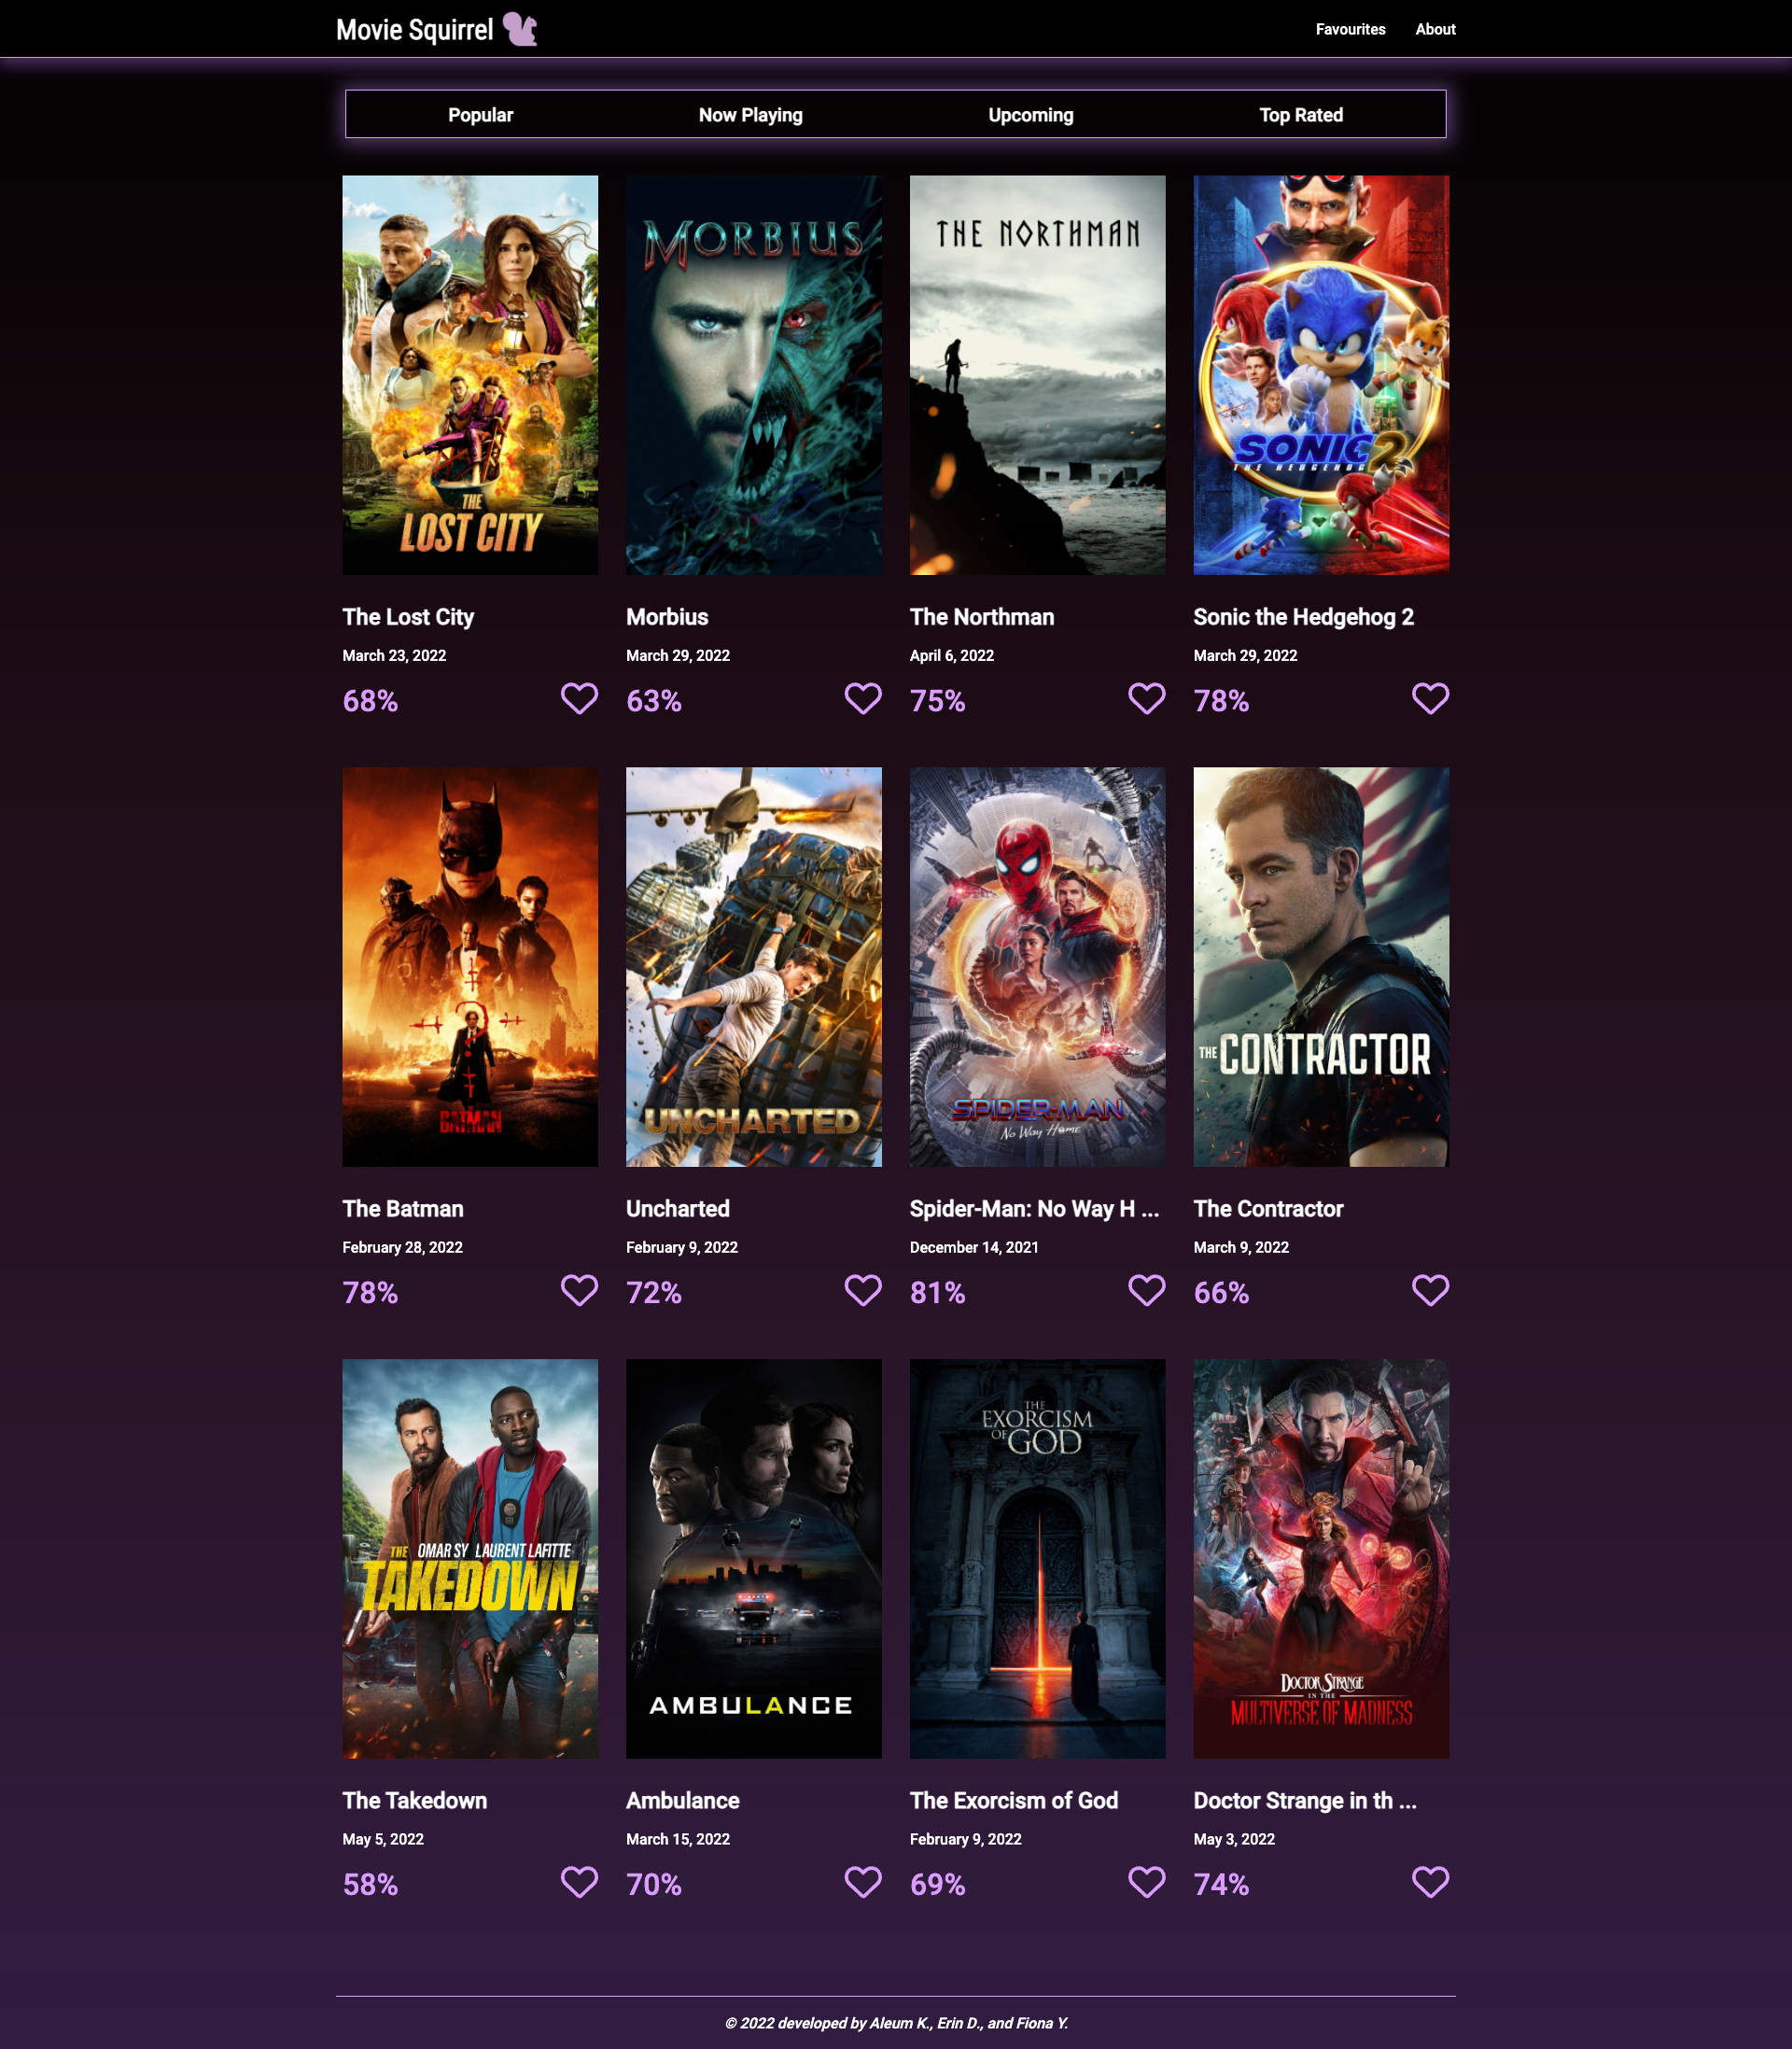 Movie Squirrel
Favourites
About
Popular
Now Playing
Upcoming
Top Rated
THE
LOST CITY
MORBIUS
THE NORTHMAN
SONIC 2
THE HEDGEHOG
The Lost City
Morbius
The Northman
Sonic the Hedgehog 2
March 23, 2022
March 29, 2022
April 6, 2022
March 29, 2022
68%
63%
75%
78%
THE
BATMAN
UNCHARTED
SPIDER-MAN
No Way Home
THE CONTRACTOR
The Batman
Uncharted
Spider-Man: No Way H ...
The Contractor
February 28, 2022
February 9, 2022
December 14, 2021
March 9, 2022
78%
72%
81%
66%
THE OMAR SY LAURENT LAFITTE
TAKEDOWN
AMBULANCE
THE
EXORCISM
OF GOD
DOCTOR STRANGE
IN THE
MULTIVERSE OF MADNESS
The Takedown
Ambulance
The Exorcism of God
Doctor Strange in th ...
May 5, 2022
March 15, 2022
February 9, 2022
May 3, 2022
58%
70%
69%
74%
© 2022 developed by Aleum K., Erin D., and Fiona Y.